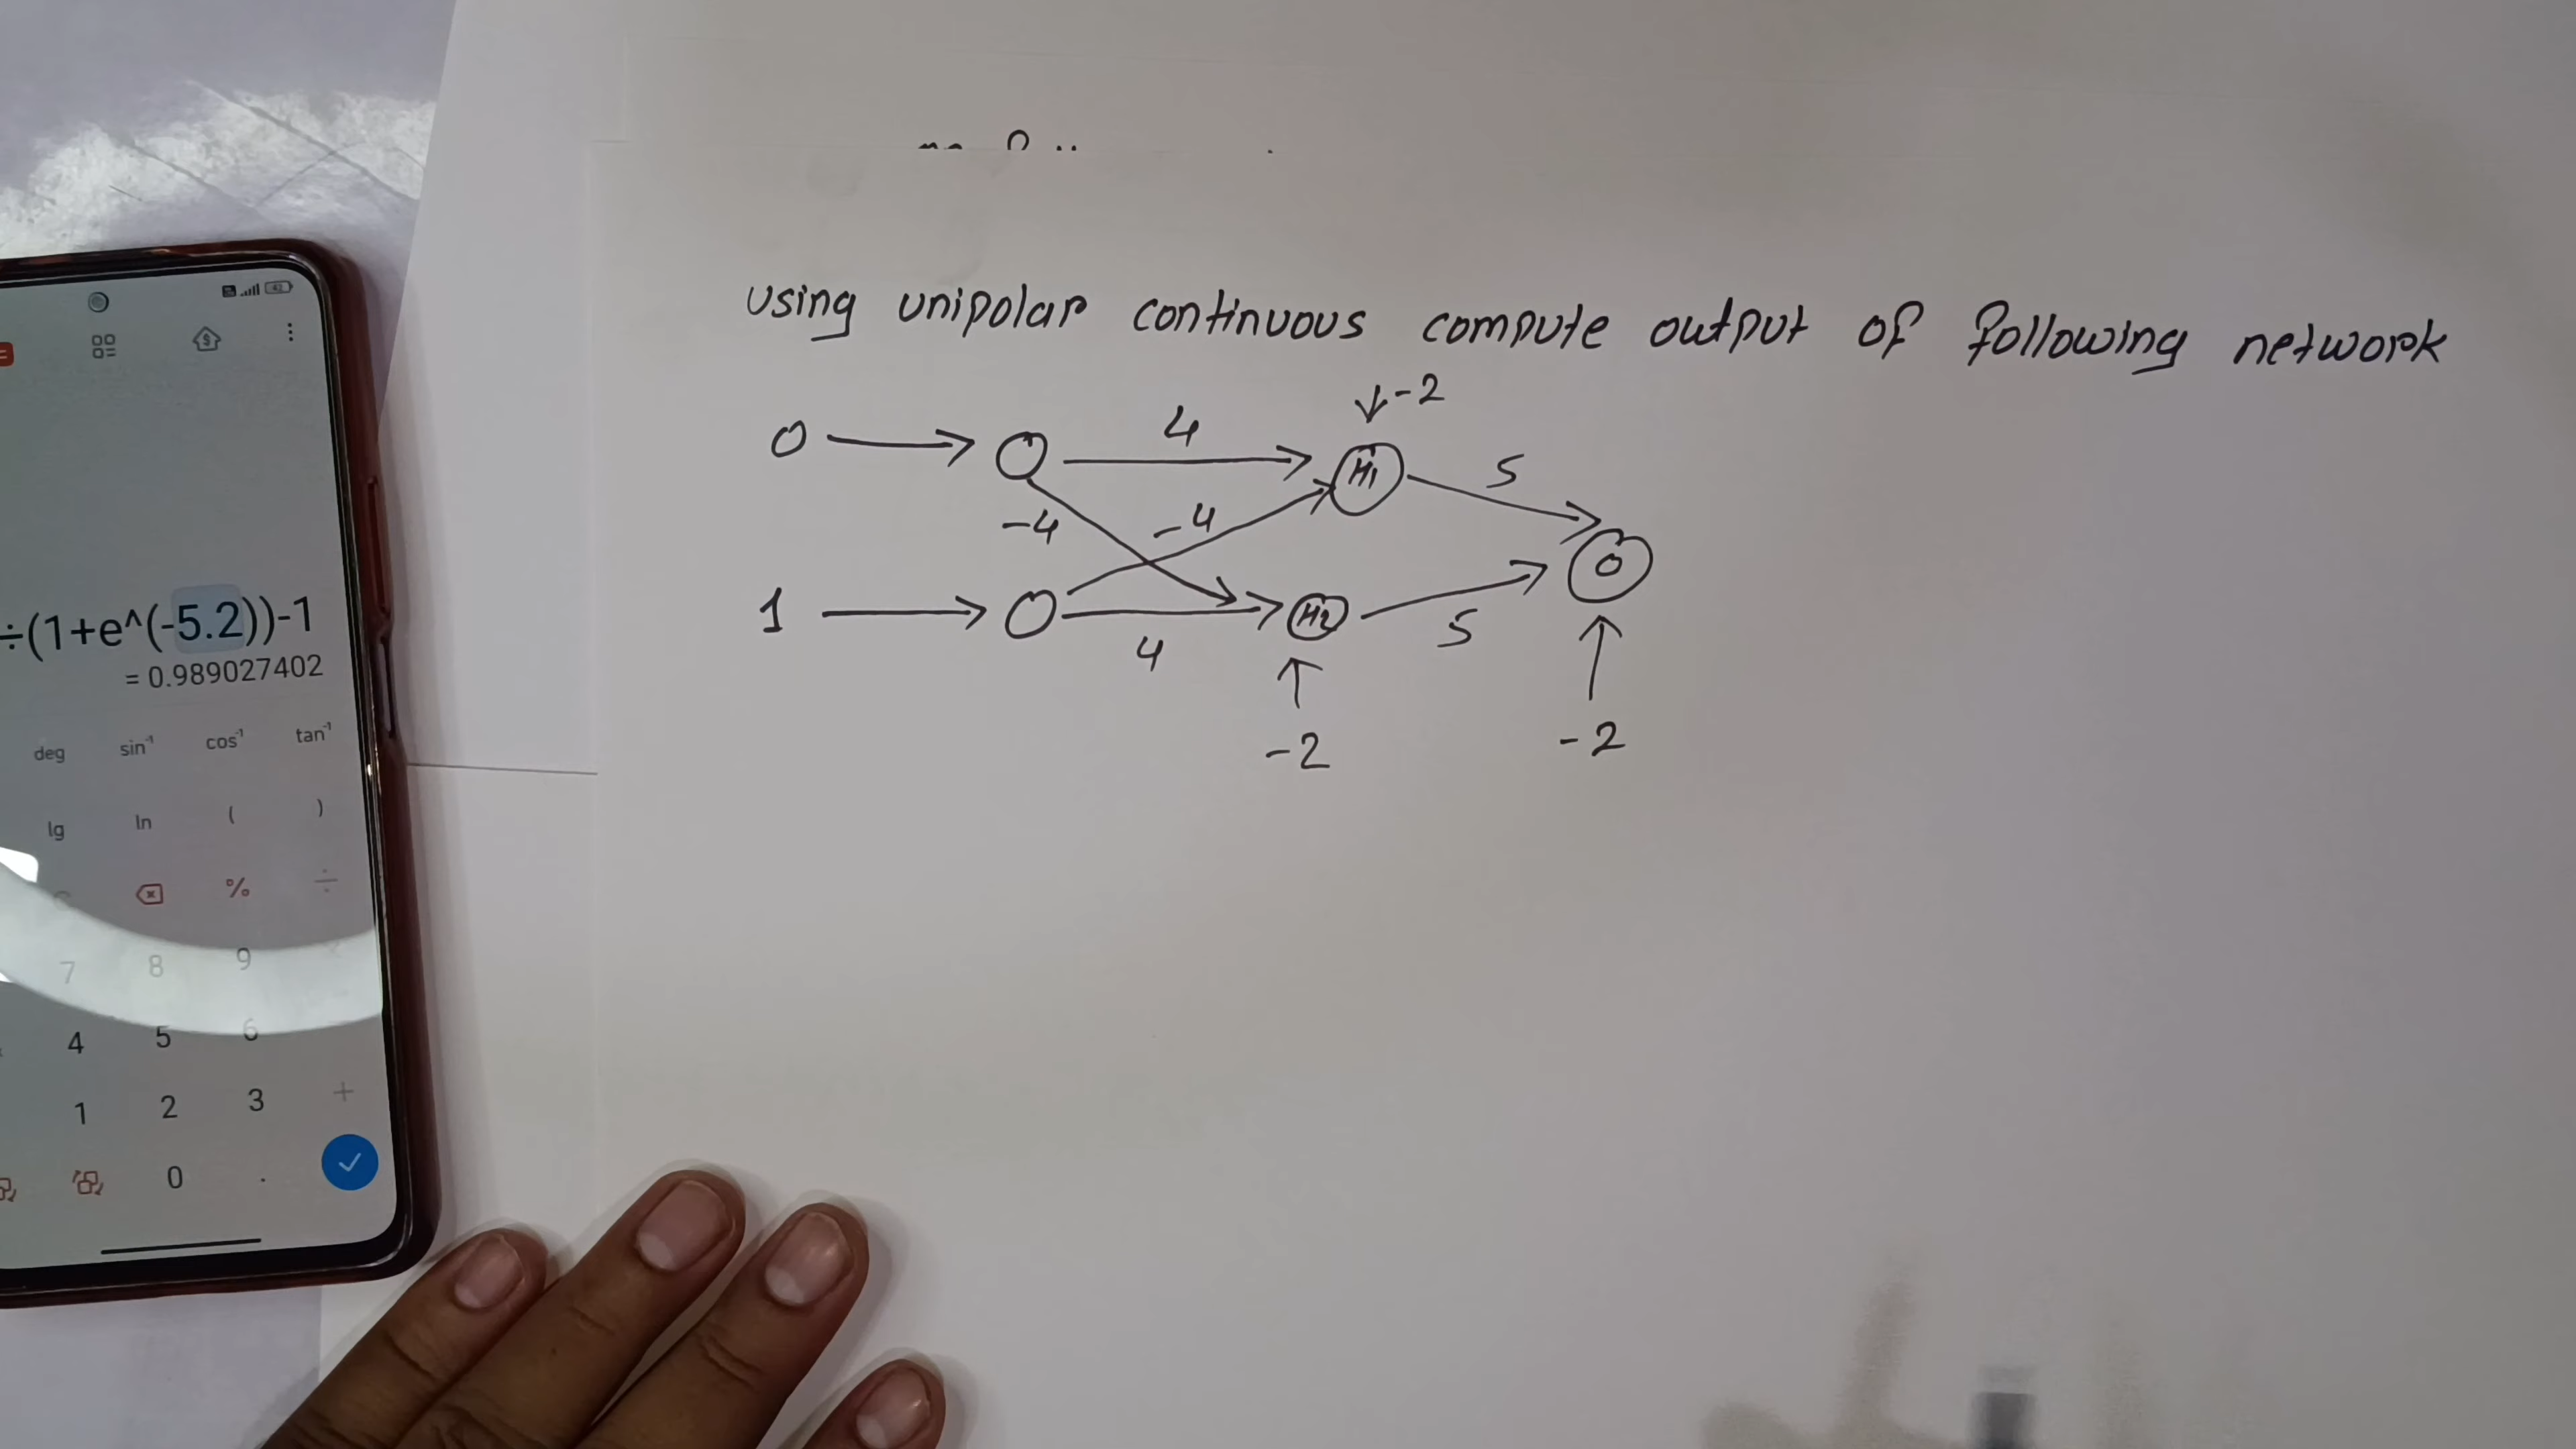 using unipolar continuous compute output of following network
↓ -2
0 → 4 H1 5
-4 -4
0
1 → 4 H2 5
-2 -2
÷(1+e^(-5.2))-1
= 0.989027402
deg sin⁻¹ cos⁻¹ tan⁻¹
lg ln ( )
% ÷
7 8 9
4 5 6
1 2 3 +
0 .